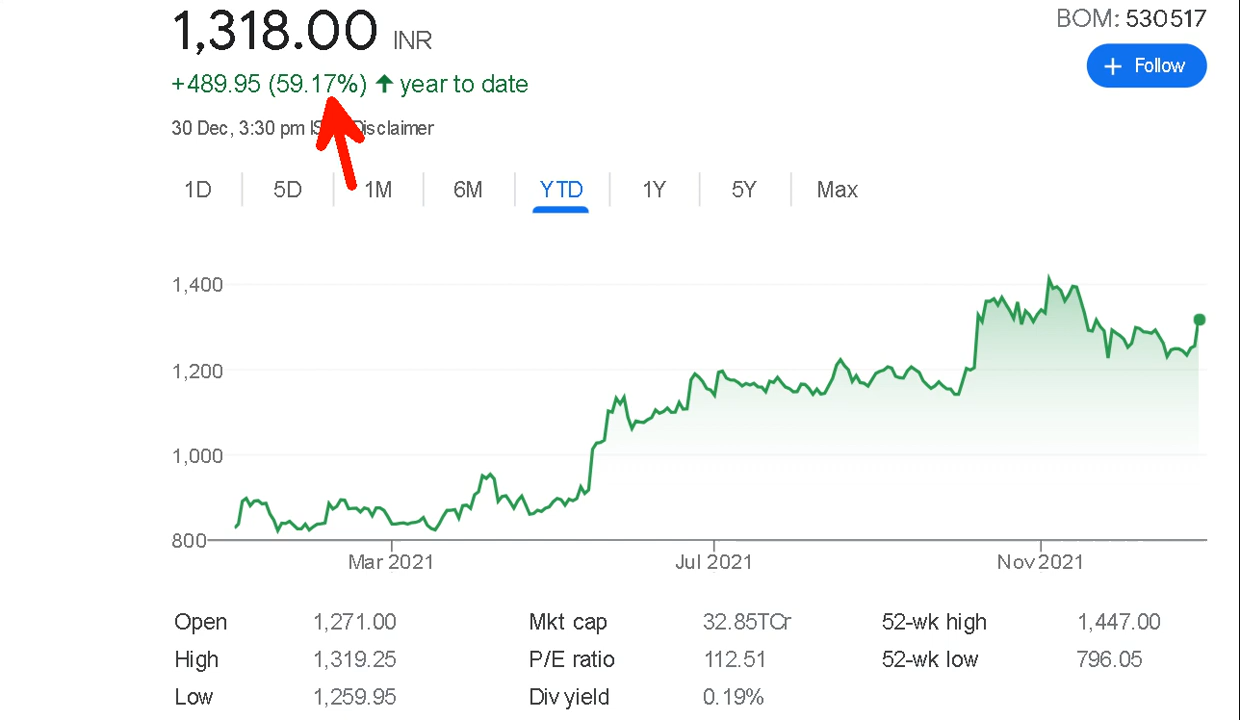 1,318.00 INR
BOM: 530517
+ Follow
+489.95 (59.17%) ↑ year to date
30 Dec, 3:30 pm Disclaimer
1D 5D 1M 6M YTD 1Y 5Y Max
1,400
1,200
1,000
800
Mar 2021 Jul 2021 Nov 2021
Open 1,271.00 Mkt cap 32.85TCr 52-wk high 1,447.00
High 1,319.25 P/E ratio 112.51 52-wk low 796.05
Low 1,259.95 Div yield 0.19%